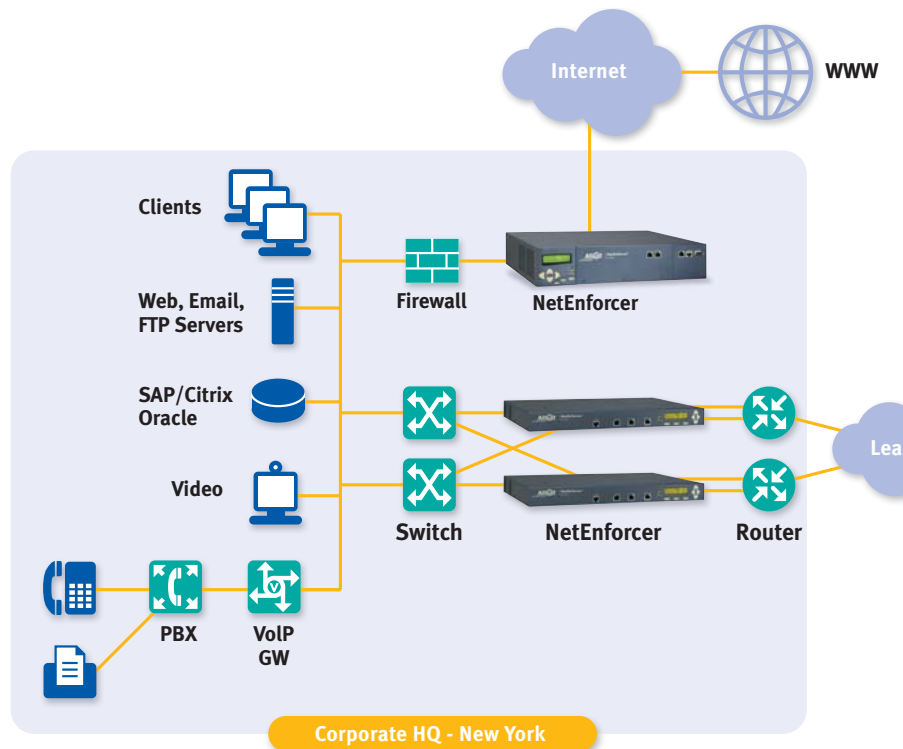 Internet
WWW
Clients
Web, Email,
FTP Servers
Firewall
NetEnforcer
SAP/Citrix
Oracle
Video
Switch
NetEnforcer
Router
Lea
PBX
VoIP
GW
V
Corporate HQ - New York